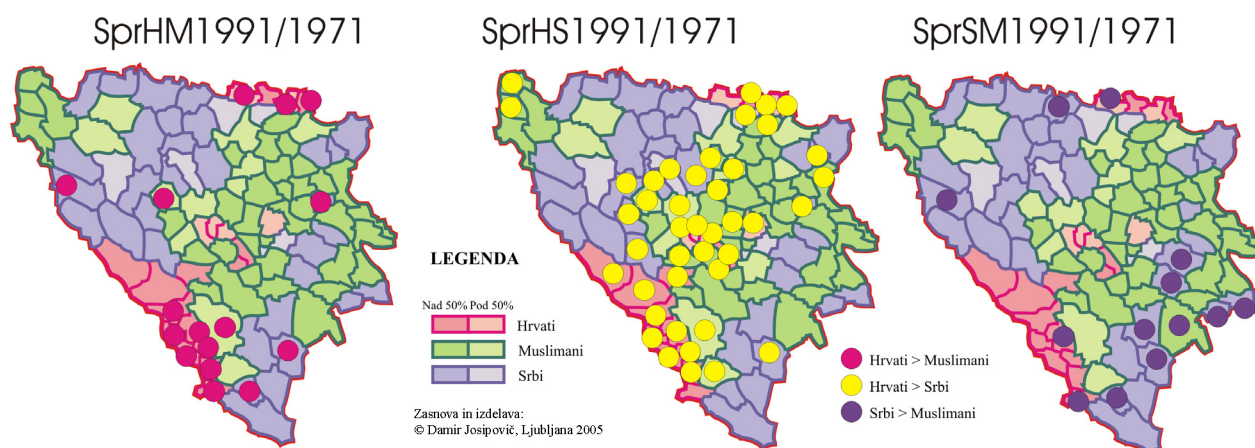 SprHM1991/1971
SprHS1991/1971
SprSM1991/1971
LEGENDA
Nad 50% Pod 50%
Hrvati
Muslimani
Srbi
Hrvati > Muslimani
Hrvati > Srbi
Srbi > Muslimani
Zasnova in izdelava:
© Damir Josipovič, Ljubljana 2005